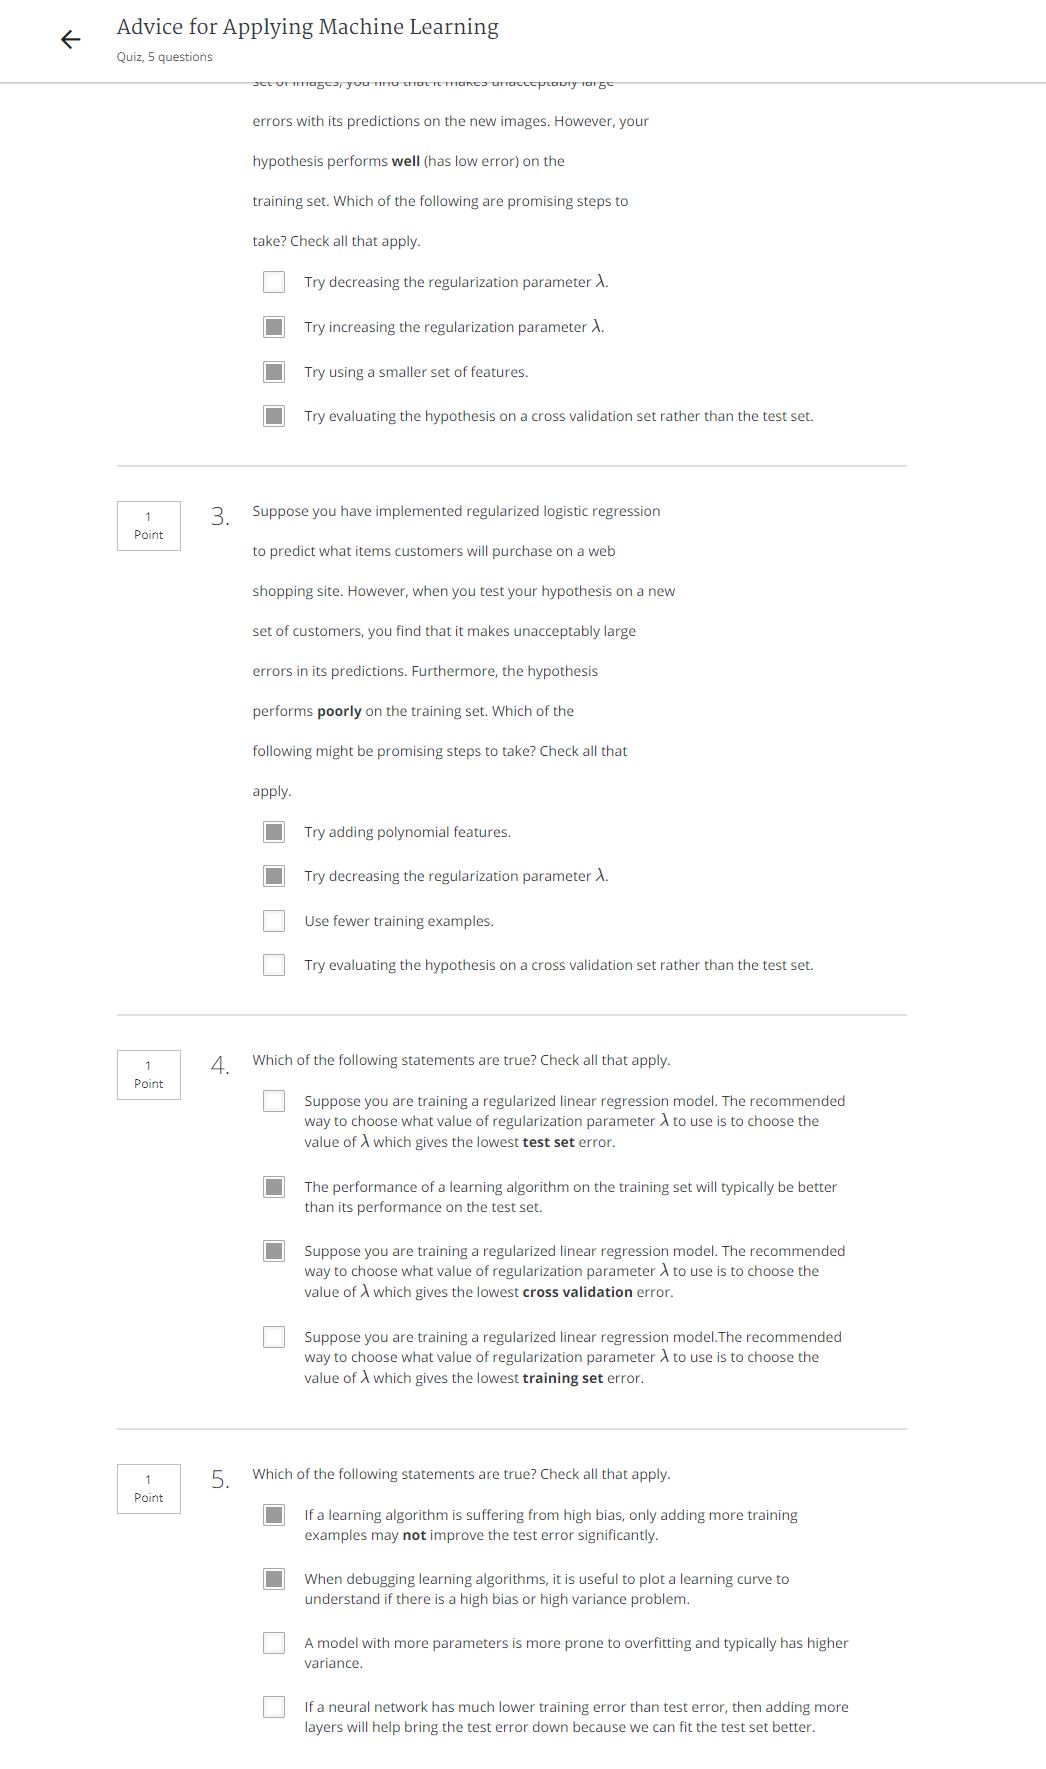 Advice for Applying Machine Learning
Quiz, 5 questions
set of images, you find that it makes unacceptably large
errors with its predictions on the new images. However, your
hypothesis performs well (has low error) on the
training set. Which of the following are promising steps to
take? Check all that apply.
Try decreasing the regularization parameter λ.
Try increasing the regularization parameter λ.
Try using a smaller set of features.
Try evaluating the hypothesis on a cross validation set rather than the test set.
1
Point
3.
Suppose you have implemented regularized logistic regression
to predict what items customers will purchase on a web
shopping site. However, when you test your hypothesis on a new
set of customers, you find that it makes unacceptably large
errors in its predictions. Furthermore, the hypothesis
performs poorly on the training set. Which of the
following might be promising steps to take? Check all that
apply.
Try adding polynomial features.
Try decreasing the regularization parameter λ.
Use fewer training examples.
Try evaluating the hypothesis on a cross validation set rather than the test set.
1
Point
4.
Which of the following statements are true? Check all that apply.
Suppose you are training a regularized linear regression model. The recommended
way to choose what value of regularization parameter λ to use is to choose the
value of λ which gives the lowest test set error.
The performance of a learning algorithm on the training set will typically be better
than its performance on the test set.
Suppose you are training a regularized linear regression model. The recommended
way to choose what value of regularization parameter λ to use is to choose the
value of λ which gives the lowest cross validation error.
Suppose you are training a regularized linear regression model.The recommended
way to choose what value of regularization parameter λ to use is to choose the
value of λ which gives the lowest training set error.
1
Point
5.
Which of the following statements are true? Check all that apply.
If a learning algorithm is suffering from high bias, only adding more training
examples may not improve the test error significantly.
When debugging learning algorithms, it is useful to plot a learning curve to
understand if there is a high bias or high variance problem.
A model with more parameters is more prone to overfitting and typically has higher
variance.
If a neural network has much lower training error than test error, then adding more
layers will help bring the test error down because we can fit the test set better.